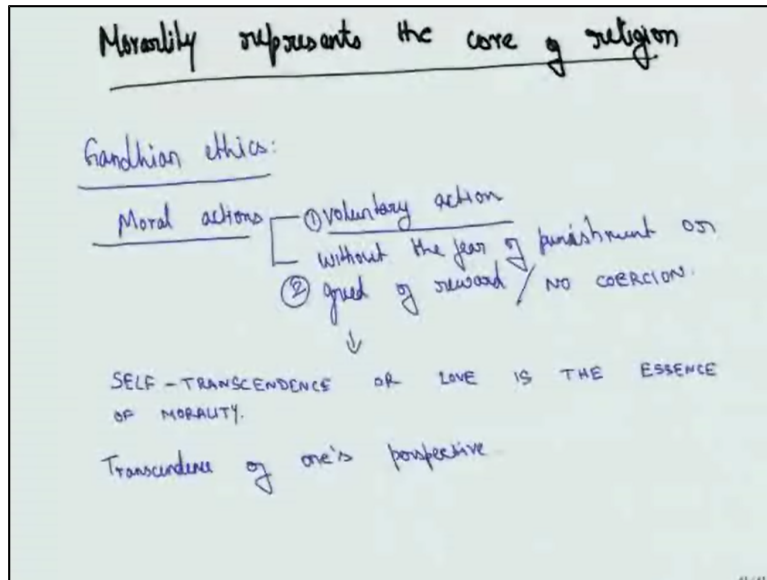 Morarlity represents the core of religion
Gandhian ethics:
Moral actions ① voluntary action
without the fear of punishment or
② greed of reward / NO COERCION.
↓
SELF-TRANSCENDENCE OR LOVE IS THE ESSENCE
OF MORALITY.
Transcendence of one's perspective